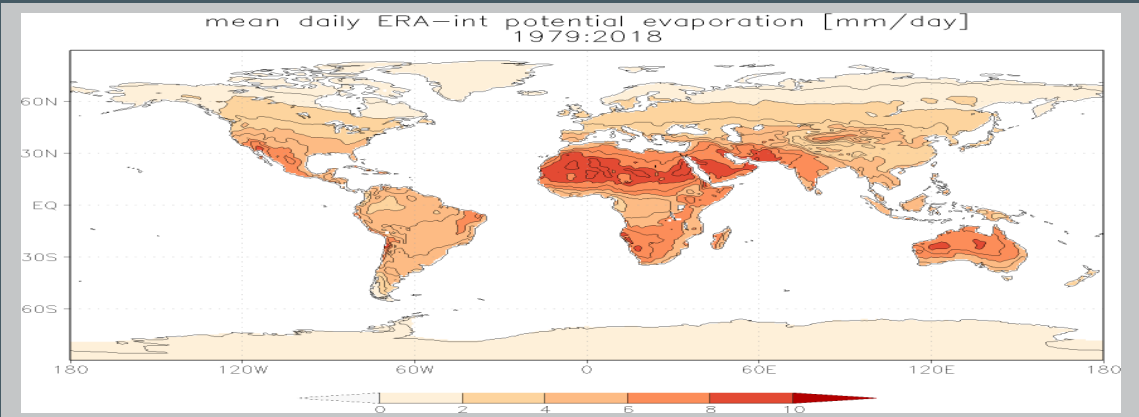 mean daily ERA-int potential evaporation [mm/day]
1979:2018
60N
30N
EQ
30S
60S
180 120W 60W 0 60E 120E 180
0 2 4 6 8 10